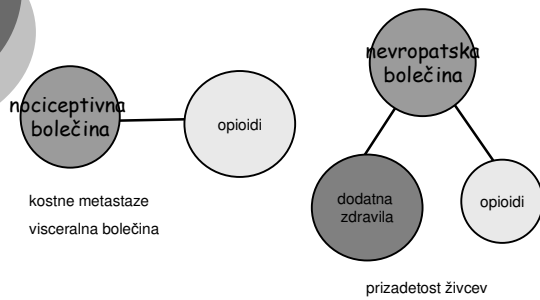 nociceptivna
bolečina
opioidi
kostne metastaze
visceralna bolečina
nevropatska
bolečina
dodatna
zdravila
opioidi
prizadetost živcev